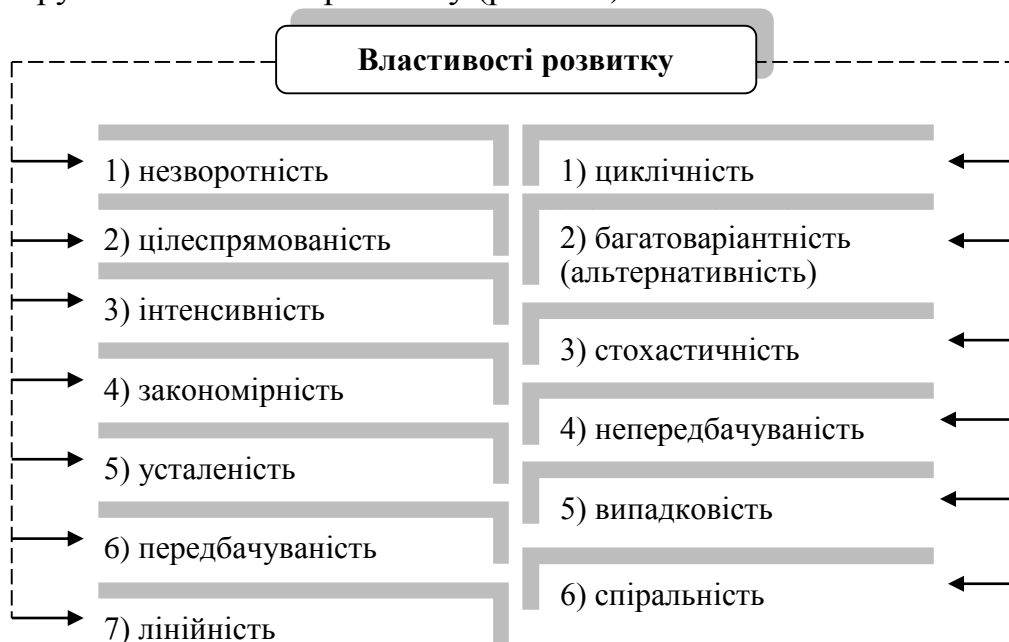 Властивості розвитку
1) незворотність
2) цілеспрямованість
3) інтенсивність
4) закономірність
5) усталеність
6) передбачуваність
7) лінійність
1) циклічність
2) багатоваріантність
(альтернативність)
3) стохастичність
4) непередбачуваність
5) випадковість
6) спіральність